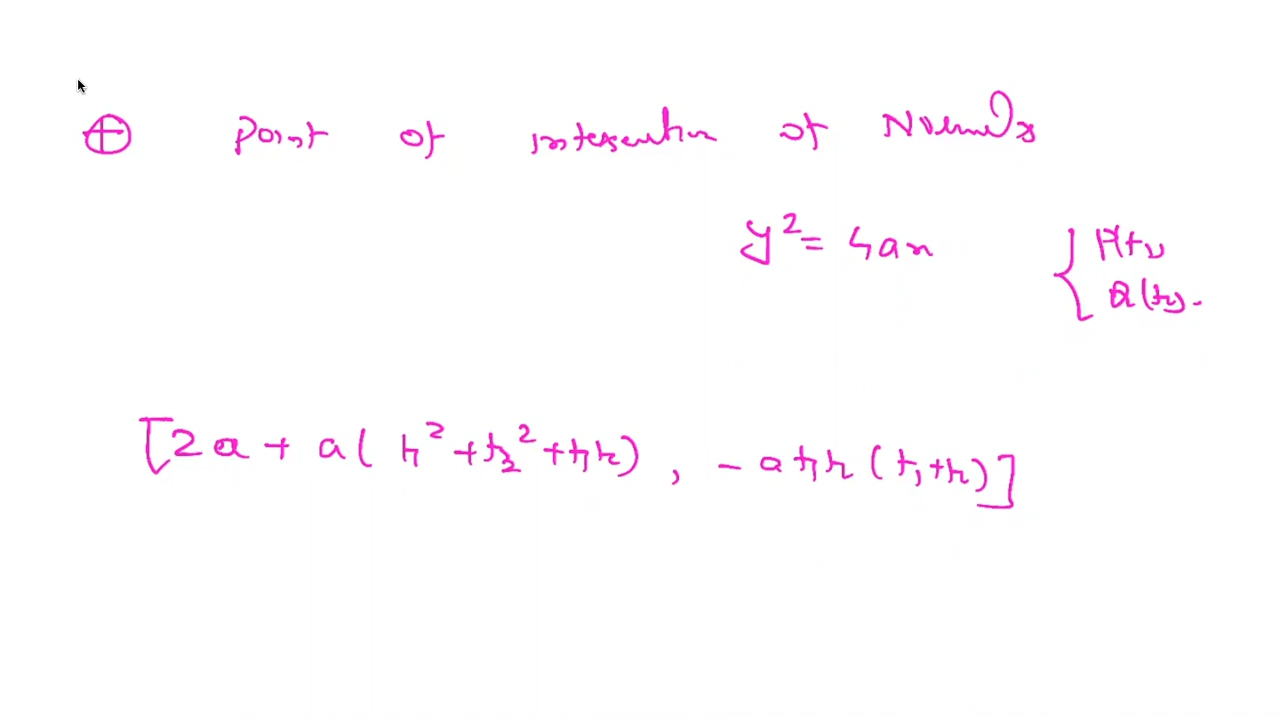 ⊕ Point of intersection of Normals
y² = 4ax { P(t₁)
Q(t₂).
[2a + a(t₁² + t₂² + t₁t₂), - at₁t₂(t₁+t₂)]